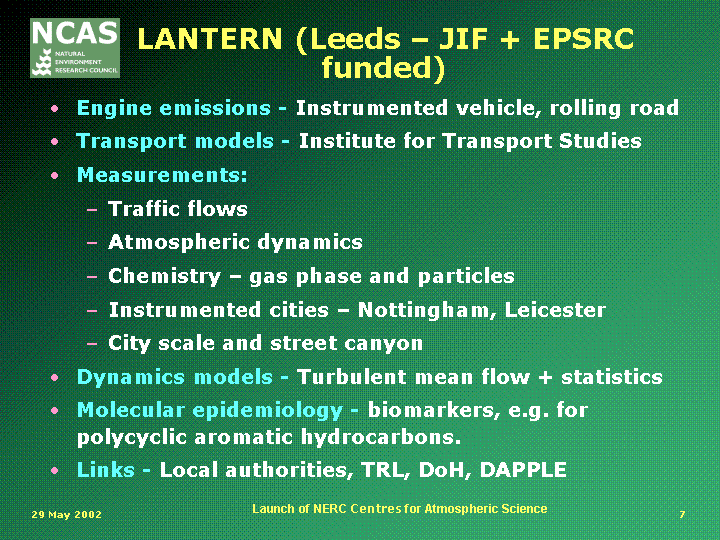 NCAS
NATURAL
ENVIRONMENT
RESEARCH COUNCIL
LANTERN (Leeds – JIF + EPSRC
funded)
• Engine emissions - Instrumented vehicle, rolling road
• Transport models - Institute for Transport Studies
• Measurements:
– Traffic flows
– Atmospheric dynamics
– Chemistry – gas phase and particles
– Instrumented cities – Nottingham, Leicester
– City scale and street canyon
• Dynamics models - Turbulent mean flow + statistics
• Molecular epidemiology - biomarkers, e.g. for
polycyclic aromatic hydrocarbons.
• Links - Local authorities, TRL, DoH, DAPPLE
29 May 2002
Launch of NERC Centres for Atmospheric Science
7